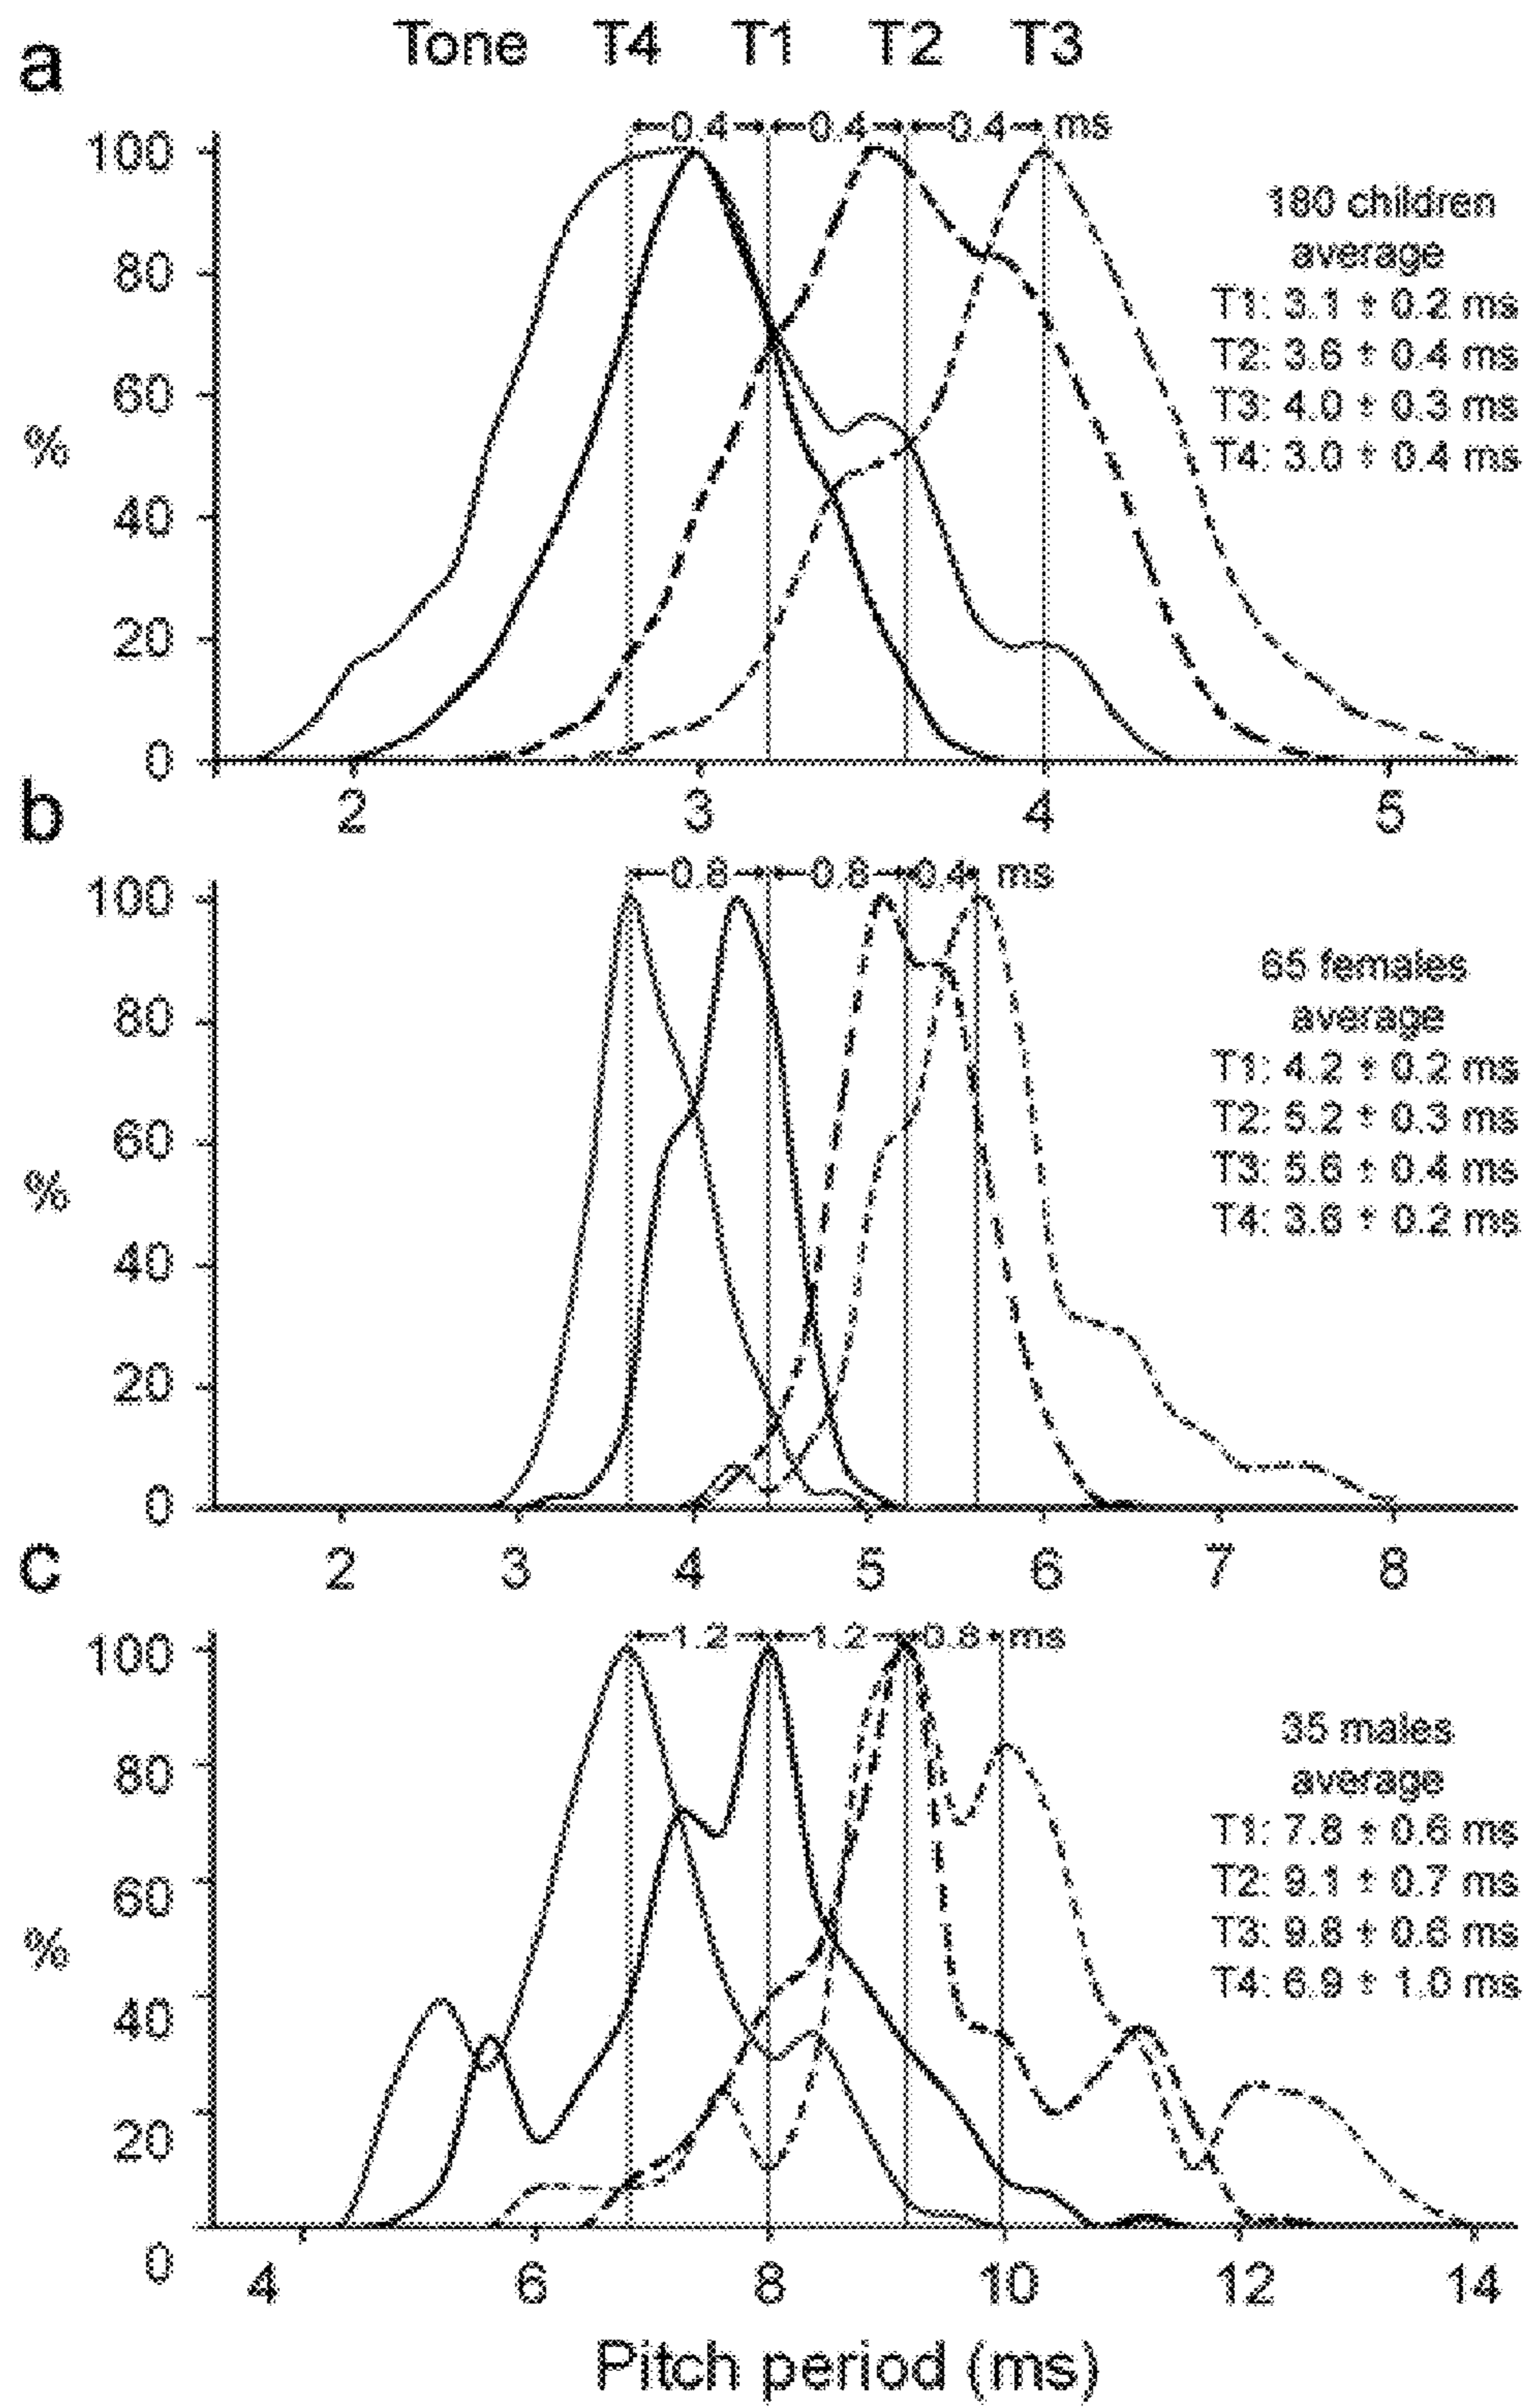 a Tone T4 T1 T2 T3
0.4 0.4 0.4 ms
100
80
60
40
20
0
%
180 children
average
T1: 3.1 ± 0.2 ms
T2: 3.6 ± 0.4 ms
T3: 4.0 ± 0.3 ms
T4: 3.0 ± 0.4 ms
2 3 4 5
b
0.8 0.8 0.4 ms
100
80
60
40
20
0
%
65 females
average
T1: 4.2 ± 0.2 ms
T2: 5.2 ± 0.3 ms
T3: 5.6 ± 0.4 ms
T4: 3.6 ± 0.2 ms
2 3 4 5 6 7 8
c
1.2 1.2 0.8 ms
100
80
60
40
20
0
%
35 males
average
T1: 7.8 ± 0.6 ms
T2: 9.1 ± 0.7 ms
T3: 9.8 ± 0.6 ms
T4: 6.9 ± 1.0 ms
4 6 8 10 12 14
Pitch period (ms)